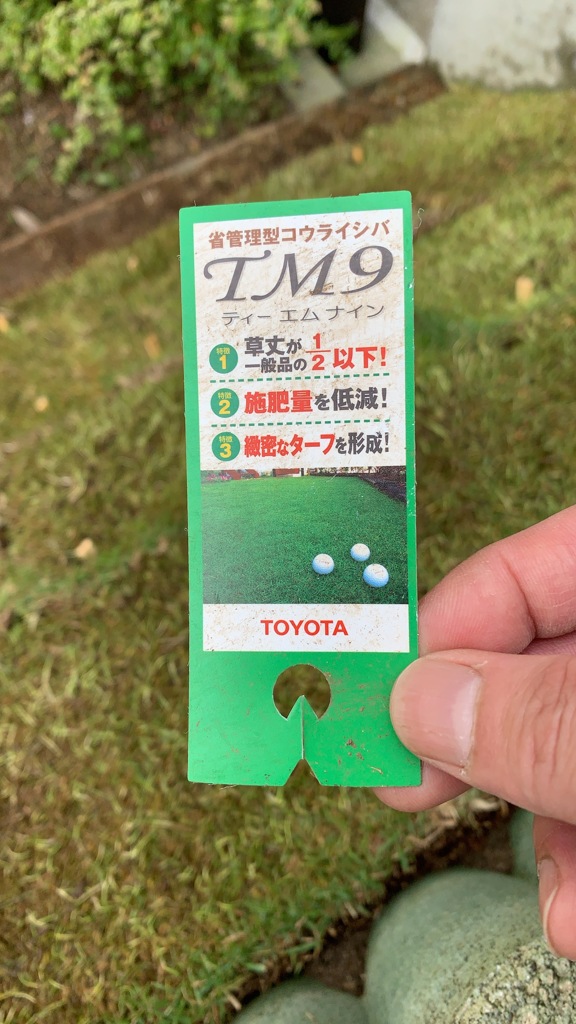 省管理型コウライシバ
TM9
ティー エム ナイン
特徴1 草丈が一般品の1/2以下!
特徴2 施肥量を低減!
特徴3 緻密なターフを形成!
TOYOTA